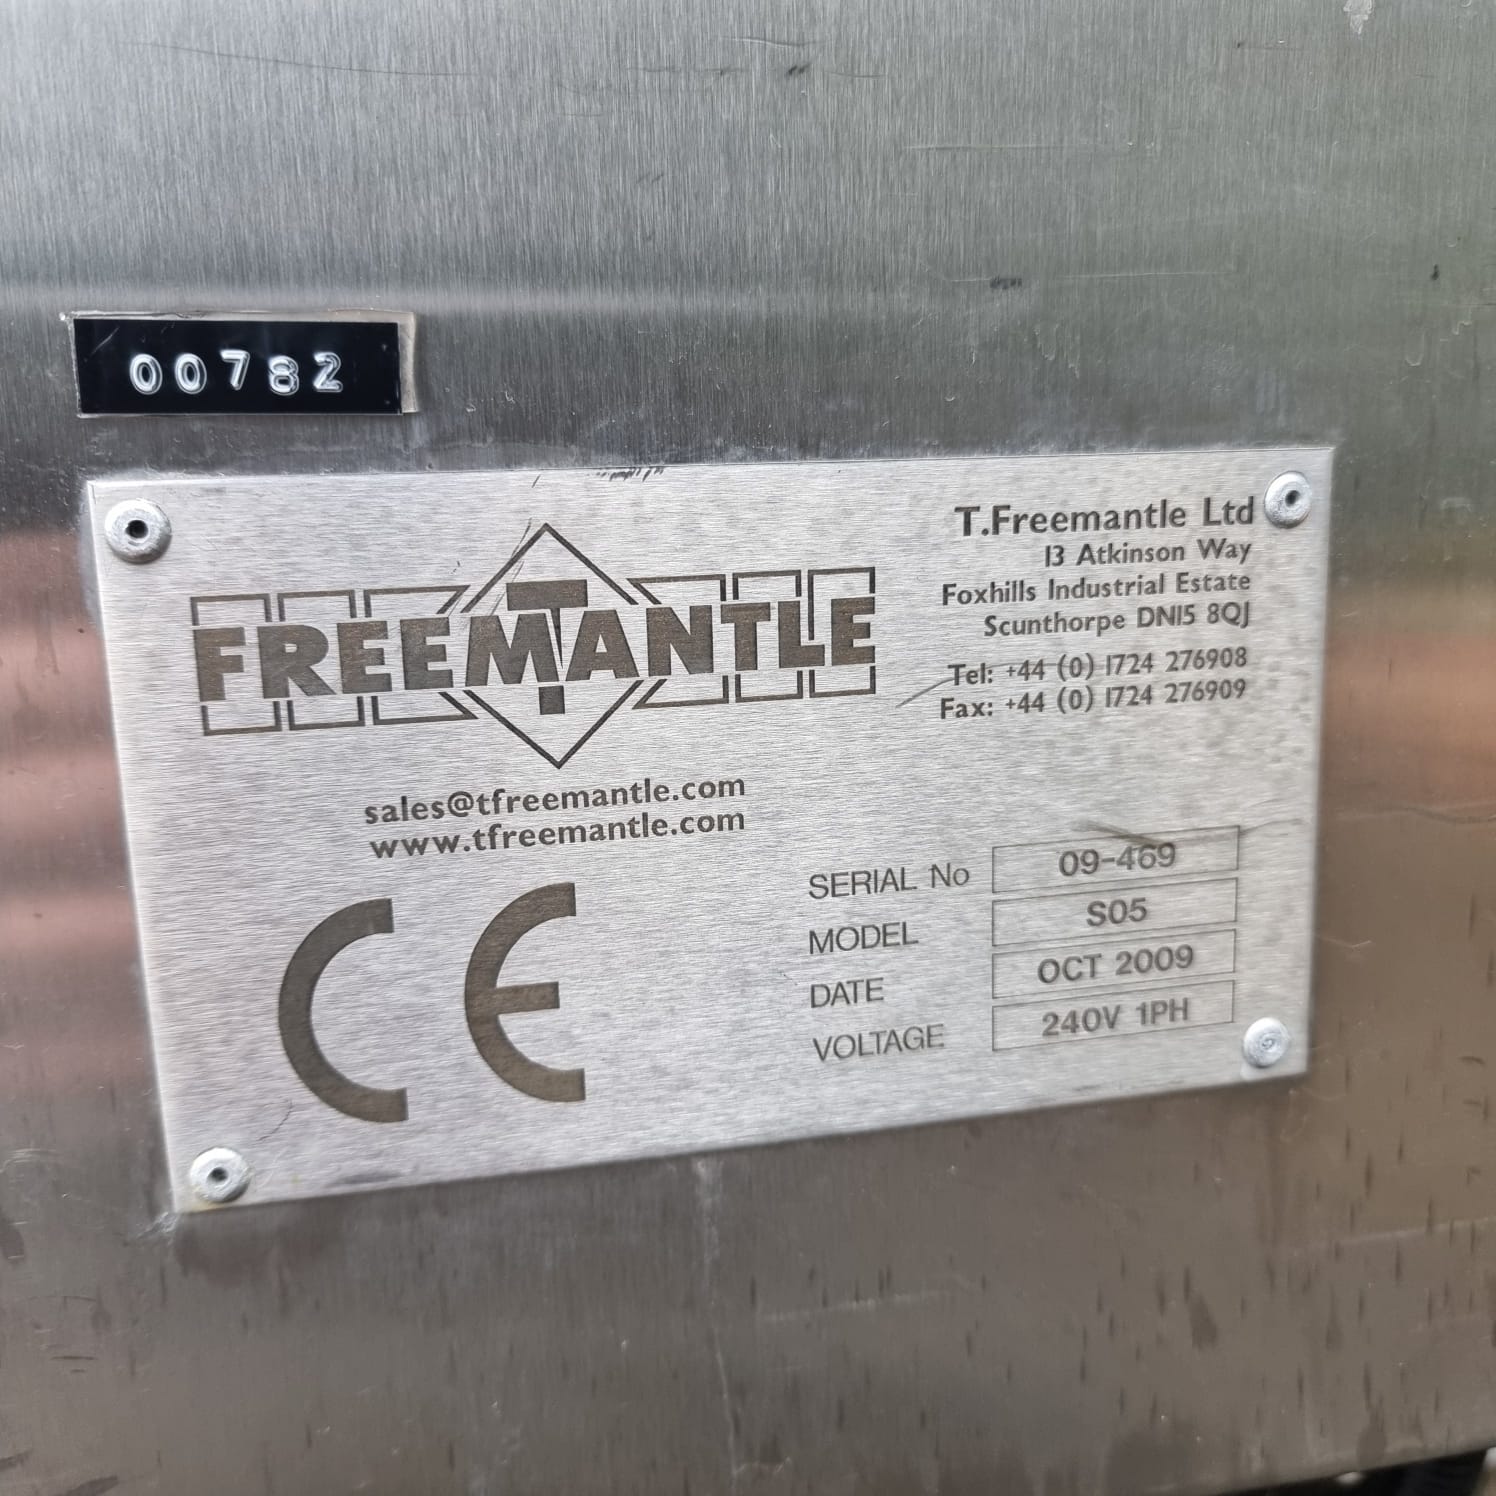 00782
FREEMANTLE
T.Freemantle Ltd
13 Atkinson Way
Foxhills Industrial Estate
Scunthorpe DN15 8QJ
Tel: +44 (0) 1724 276908
Fax: +44 (0) 1724 276909
sales@tfreemantle.com
www.tfreemantle.com
CE
SERIAL No 09-469
MODEL S05
DATE OCT 2009
VOLTAGE 240V 1PH